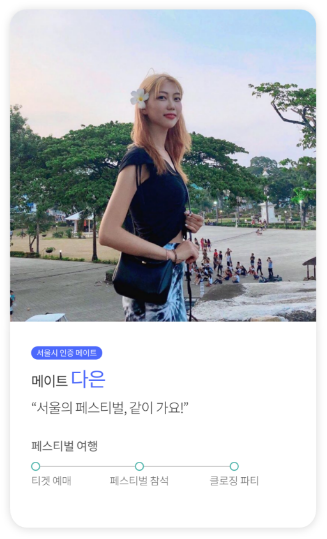 서울시 인증 메이트
메이트 다은
“서울의 페스티벌, 같이 가요!”
페스티벌 여행
티겟 예매 페스티벌 참석 클로징 파티